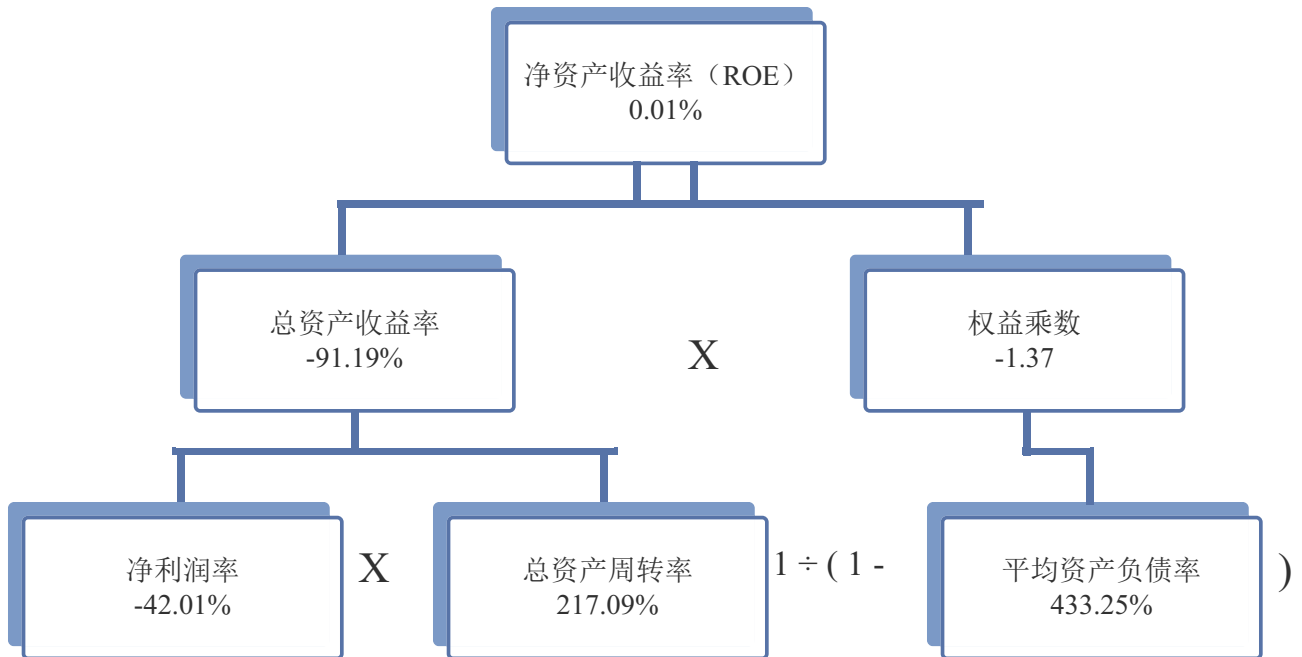 净资产收益率（ROE）
0.01%
总资产收益率
-91.19%
X
权益乘数
-1.37
净利润率
-42.01%
X
总资产周转率
217.09%
1 ÷ ( 1 -
平均资产负债率
433.25%
)